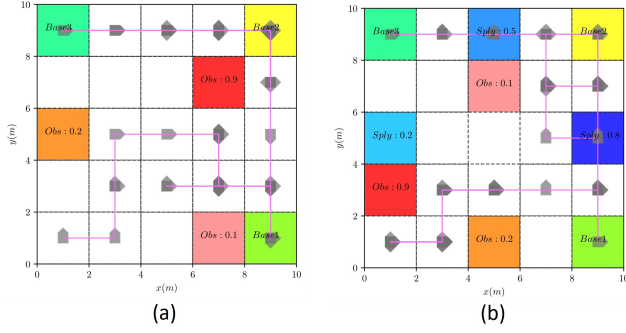 10
8
6
4
2
0
y(m)
Base3
Base2
Obs : 0.9
Obs : 0.2
Obs : 0.1
Base1
0 2 4 6 8 10
x(m)
(a)
10
8
6
4
2
0
y(m)
Base3
Sply : 0.5
Base2
Obs : 0.1
Sply : 0.2
Sply : 0.8
Obs : 0.9
Obs : 0.2
Base1
0 2 4 6 8 10
x(m)
(b)